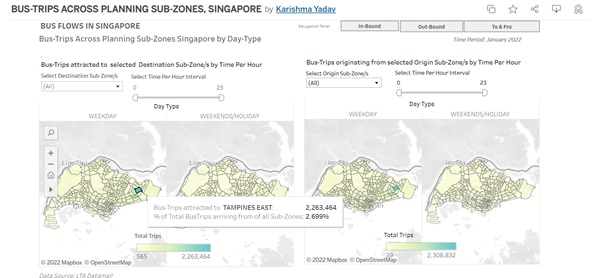 BUS-TRIPS ACROSS PLANNING SUB-ZONES, SINGAPORE by Karishma Yadav
BUS FLOWS IN SINGAPORE
Navigation Panel
In-Bound
Out-Bound
To & Fro
Bus-Trips Across Planning Sub-Zones Singapore by Day-Type
Time Period: January 2022
Bus-Trips attracted to selected Destination Sub-Zone/s by Time Per Hour
Select Destination Sub-Zone/s
Select Time Per Hour Interval
(All)
0
23
Day Type
WEEKDAY
WEEKENDS/HOLIDAY
Bus-Trips attracted to TAMPINES EAST: 2,263,464
% of Total BusTrips arriving from of all Sub-Zones: 2.699%
Total Trips
565
2,263,464
© 2022 Mapbox © OpenStreetMap
Bus-Trips originating from selected Origin Sub-Zone/s by Time Per Hour
Select Origin Sub-Zone/s
Select Time Per Hour Interval
(All)
0
23
Day Type
WEEKDAY
WEEKENDS/HOLIDAY
Total Trips
2,308,832
© 2022 Mapbox © OpenStreetMap
Data Source: LTA Datamall